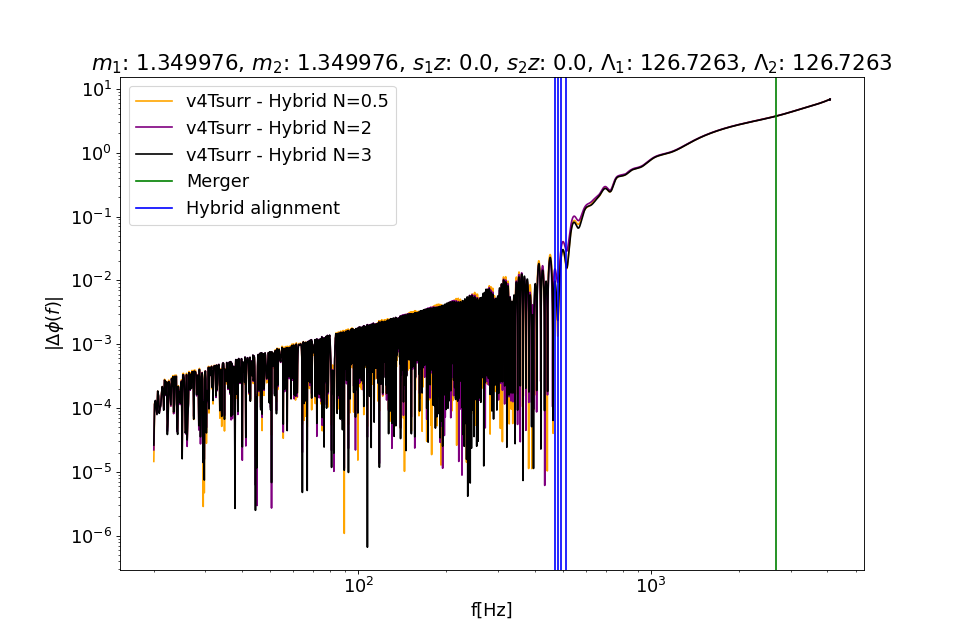 m₁: 1.349976, m₂: 1.349976, s₁z: 0.0, s₂z: 0.0, Λ₁: 126.7263, Λ₂: 126.7263
v4Tsurr - Hybrid N=0.5
v4Tsurr - Hybrid N=2
v4Tsurr - Hybrid N=3
Merger
Hybrid alignment
10¹
10⁰
10⁻¹
10⁻²
10⁻³
10⁻⁴
10⁻⁵
10⁻⁶
|Δϕ(f)|
10²
10³
f[Hz]